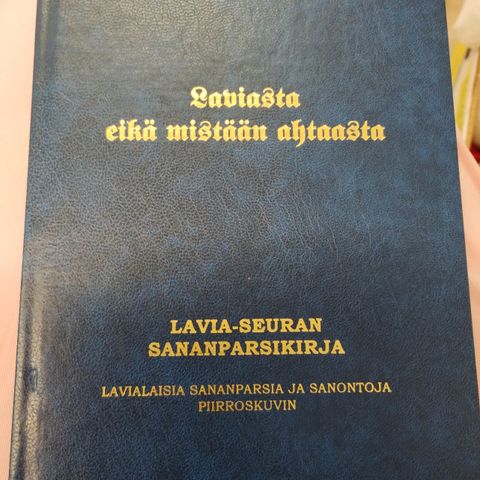 Laviasta
eikä mistään ahtaasta
LAVIA-SEURAN
SANANPARSIKIRJA
LAVIALAISIA SANANPARSIA JA SANONTOJA
PIIRROSKUVIN